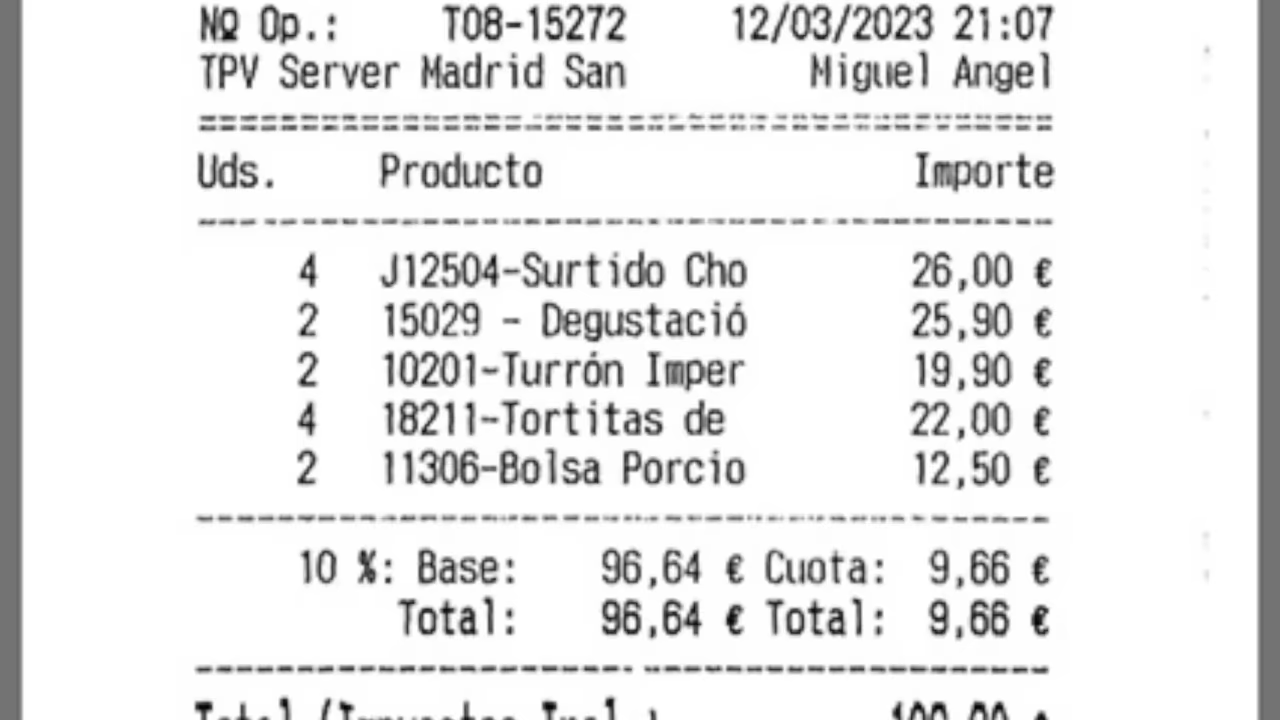 Nº Op.: T08-15272 12/03/2023 21:07
TPV Server Madrid San Miguel Angel
Uds. Producto Importe
4 J12504-Surtido Cho 26,00 €
2 15029 - Degustació 25,90 €
2 10201-Turrón Imper 19,90 €
4 18211-Tortitas de 22,00 €
2 11306-Bolsa Porcio 12,50 €
10 %: Base: 96,64 € Cuota: 9,66 €
Total: 96,64 € Total: 9,66 €
Total (Impuestos Incl.)